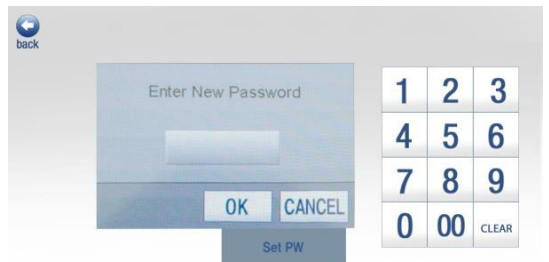 back
Enter New Password
OK CANCEL
Set PW
1 2 3
4 5 6
7 8 9
0 00 CLEAR